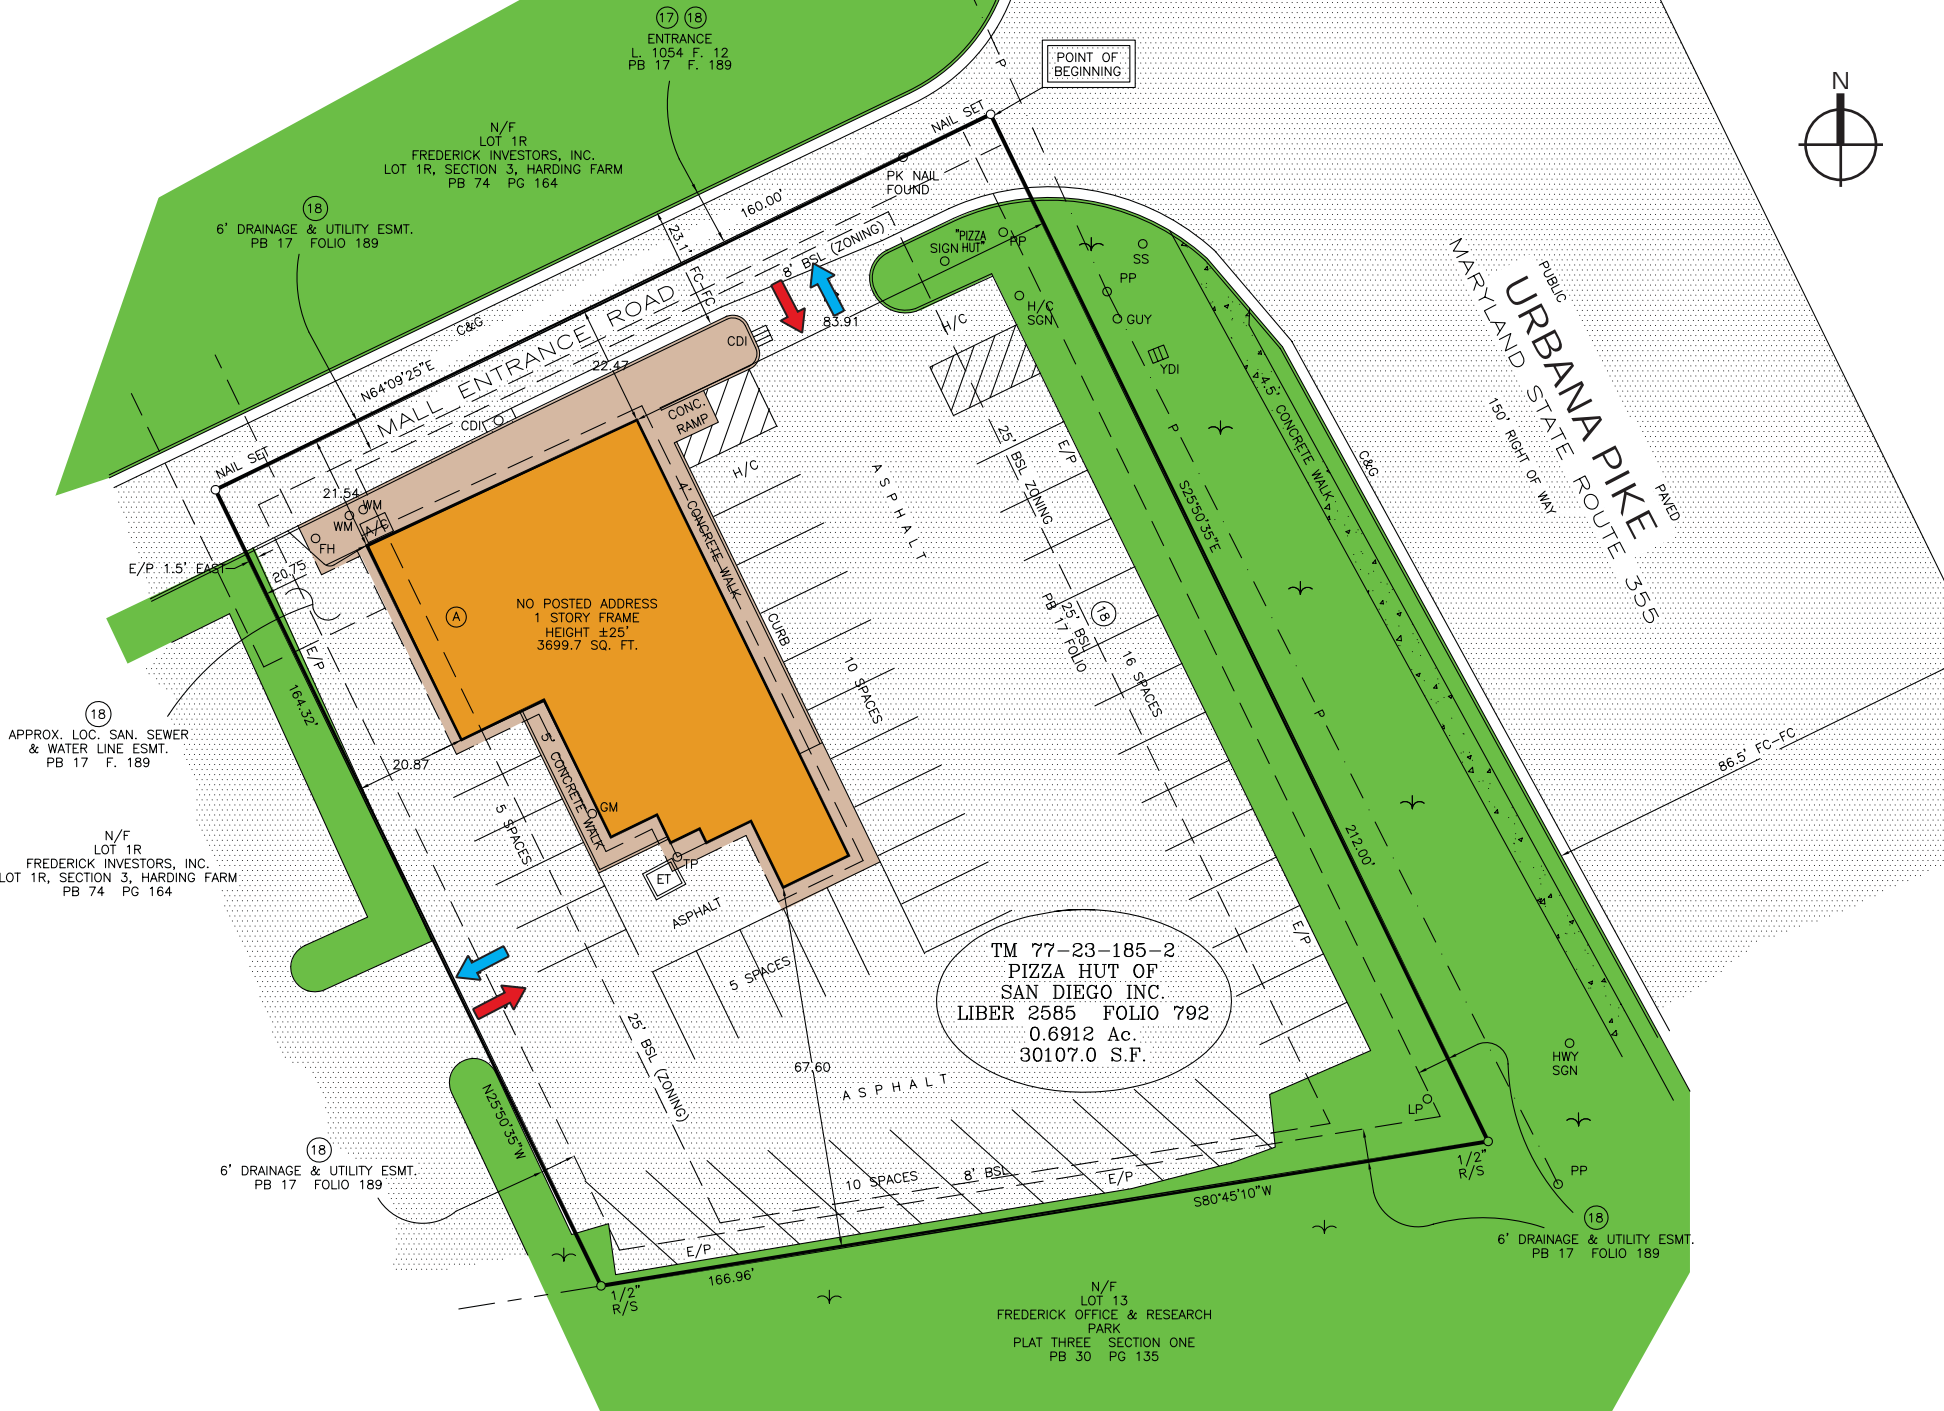 17 18
ENTRANCE
L. 1054 F. 12
PB 17 F. 189
POINT OF
BEGINNING
N
N/F
LOT 1R
FREDERICK INVESTORS, INC.
LOT 1R, SECTION 3, HARDING FARM
PB 74 PG 164
18
6' DRAINAGE & UTILITY ESMT.
PB 17 FOLIO 189
NAIL SET
P
PK NAIL
FOUND
160.00'
23.1' FC-FC
8' BSL (ZONING)
"PIZZA
HUT"
SIGN
PP
SS
PP
H/C
SGN
GUY
YDI
83.91
H/C
C&G
N64°09'25"E
MALL ENTRANCE ROAD
22.47
CDI
CDI
CONC.
RAMP
H/C
NAIL SET
21.54
WM
WM
A/C
FH
E/P 1.5' EAST
20.75
E/P
4' CONCRETE WALK
CURB
A
NO POSTED ADDRESS
1 STORY FRAME
HEIGHT ±25'
3699.7 SQ. FT.
ASPHALT
10 SPACES
25' BSL ZONING
E/P
25' BSL
PB 17 FOLIO
18
16 SPACES
P
S25°50'35"E
P
212.00'
4.5' CONCRETE WALK
C&G
PUBLIC
URBANA PIKE
MARYLAND STATE ROUTE 355
150' RIGHT OF WAY
PAVED
86.5' FC-FC
164.32'
18
APPROX. LOC. SAN. SEWER
& WATER LINE ESMT.
PB 17 F. 189
20.87
5' CONCRETE WALK
5 SPACES
GM
TP
ET
ASPHALT
5 SPACES
N/F
LOT 1R
FREDERICK INVESTORS, INC.
LOT 1R, SECTION 3, HARDING FARM
PB 74 PG 164
E/P
TM 77-23-185-2
PIZZA HUT OF
SAN DIEGO INC.
LIBER 2585 FOLIO 792
0.6912 Ac.
30107.0 S.F.
25' BSL (ZONING)
67.60
ASPHALT
N25°50'35"W
18
6' DRAINAGE & UTILITY ESMT.
PB 17 FOLIO 189
HWY
SGN
LP
PP
10 SPACES
8' BSL
E/P
E/P
S80°45'10"W
166.96'
1/2"
R/S
1/2"
R/S
18
6' DRAINAGE & UTILITY ESMT.
PB 17 FOLIO 189
N/F
LOT 13
FREDERICK OFFICE & RESEARCH
PARK
PLAT THREE SECTION ONE
PB 30 PG 135